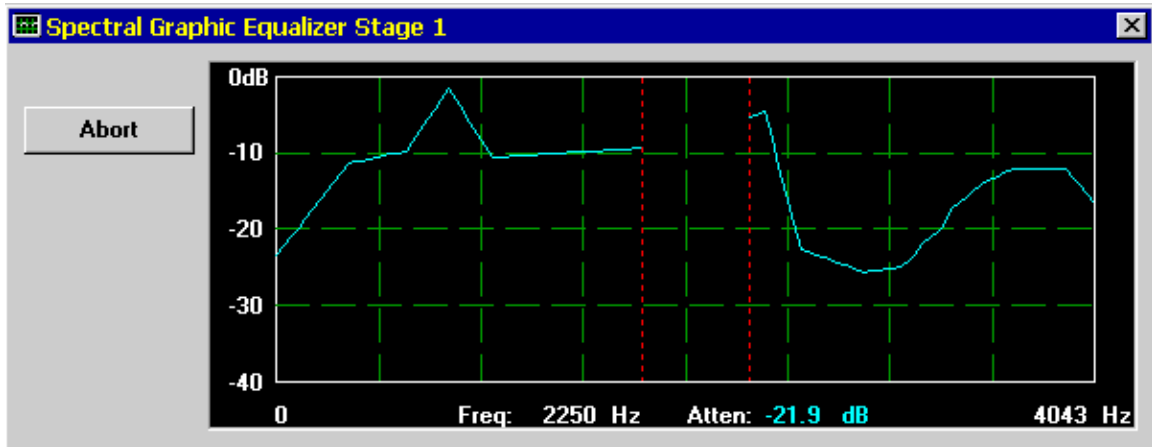 Spectral Graphic Equalizer Stage 1
Abort
0dB
-10
-20
-30
-40
0 Freq: 2250 Hz Atten: -21.9 dB 4043 Hz